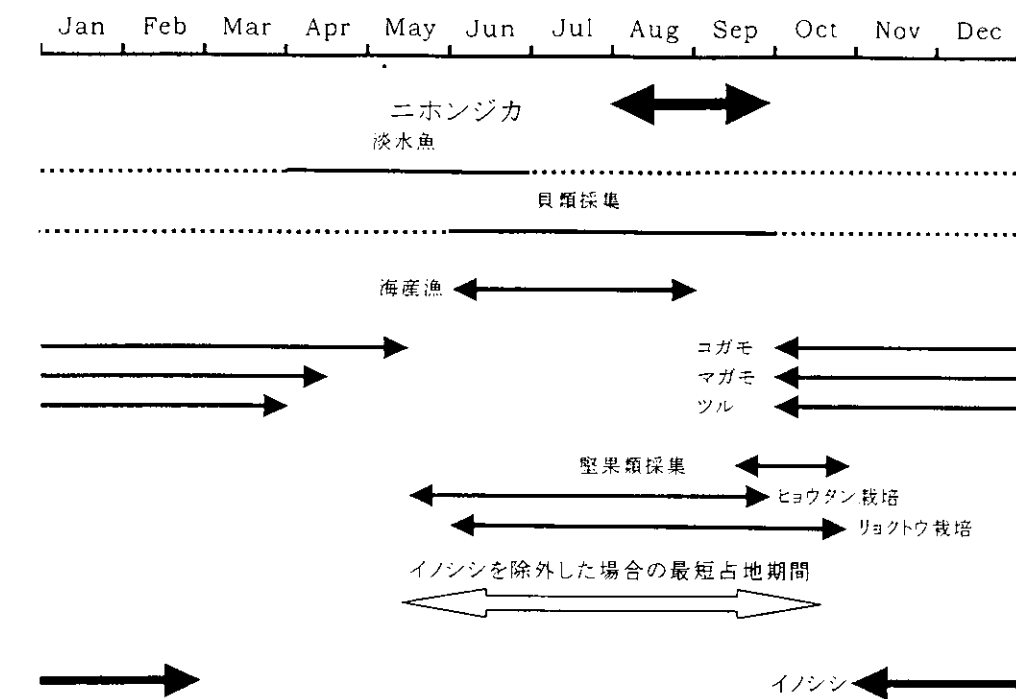 Jan Feb Mar Apr May Jun Jul Aug Sep Oct Nov Dec
ニホンジカ
淡水魚
貝類採集
海産漁
コガモ
マガモ
ツル
堅果類採集
ヒョウタン栽培
リョクトウ栽培
イノシシを除外した場合の最短占地期間
イノシシ